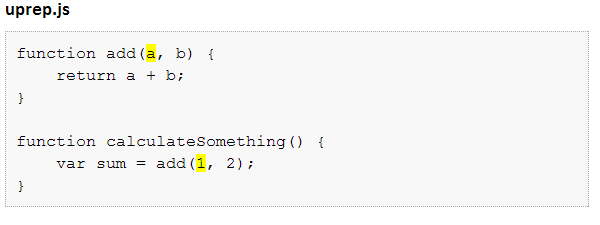 uprep.js
function add(a, b) {
    return a + b;
}
function calculateSomething() {
    var sum = add(1, 2);
}